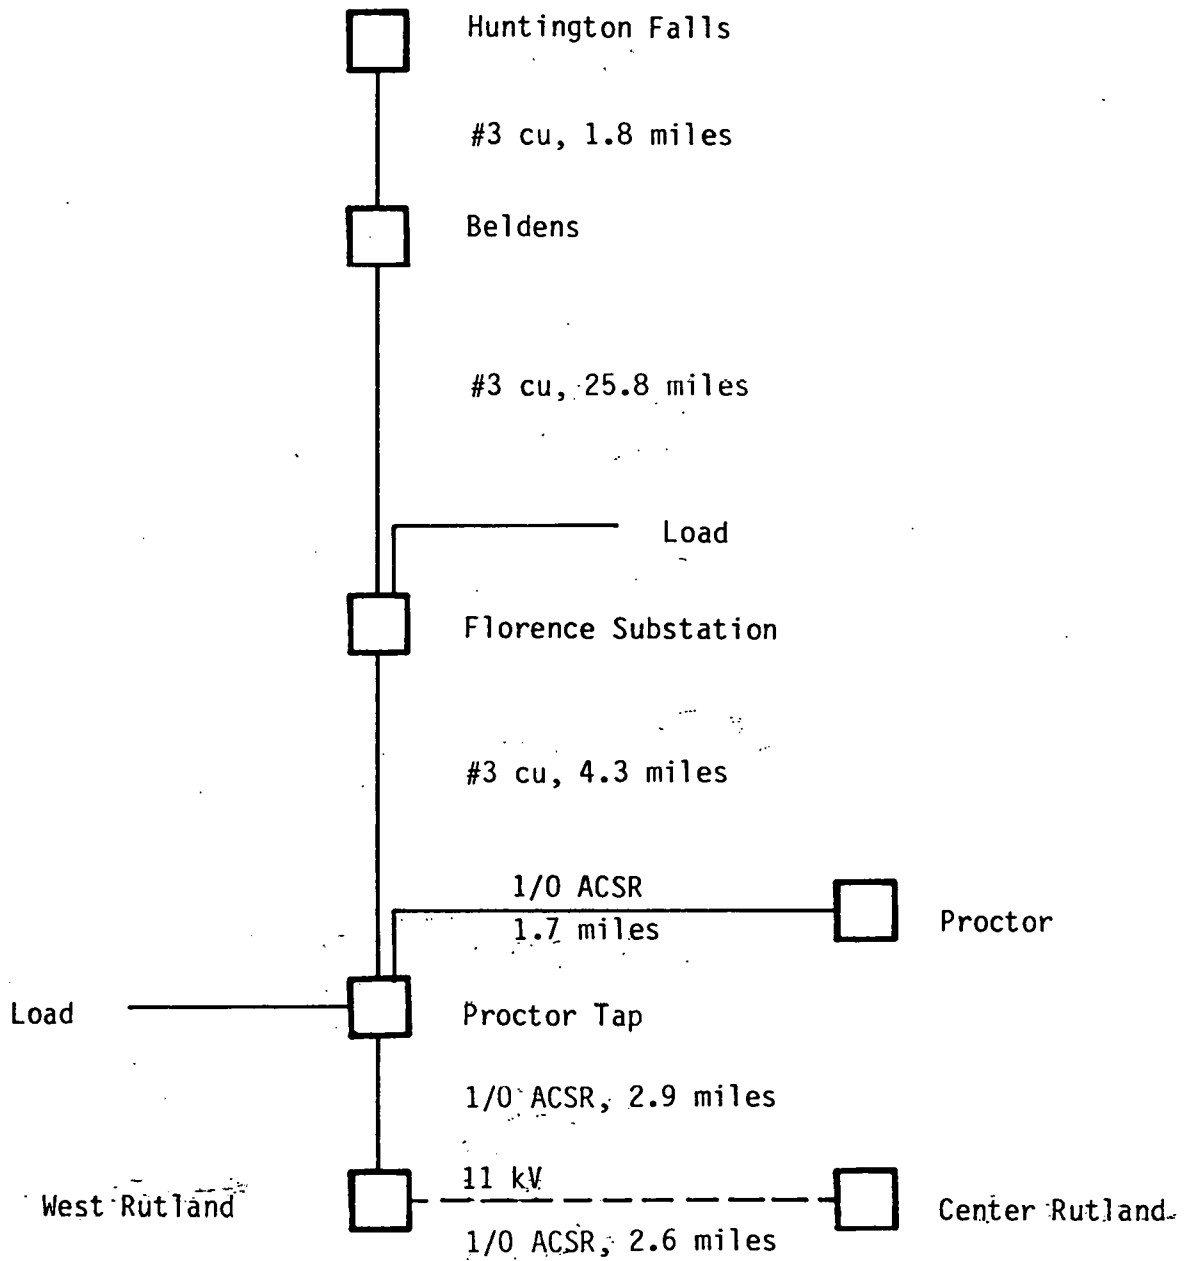 Huntington Falls
#3 cu, 1.8 miles
Beldens
#3 cu, 25.8 miles
Load
Florence Substation
#3 cu, 4.3 miles
1/0 ACSR
1.7 miles
Proctor
Load
Proctor Tap
1/0 ACSR, 2.9 miles
11 kV
West Rutland
Center Rutland
1/0 ACSR, 2.6 miles